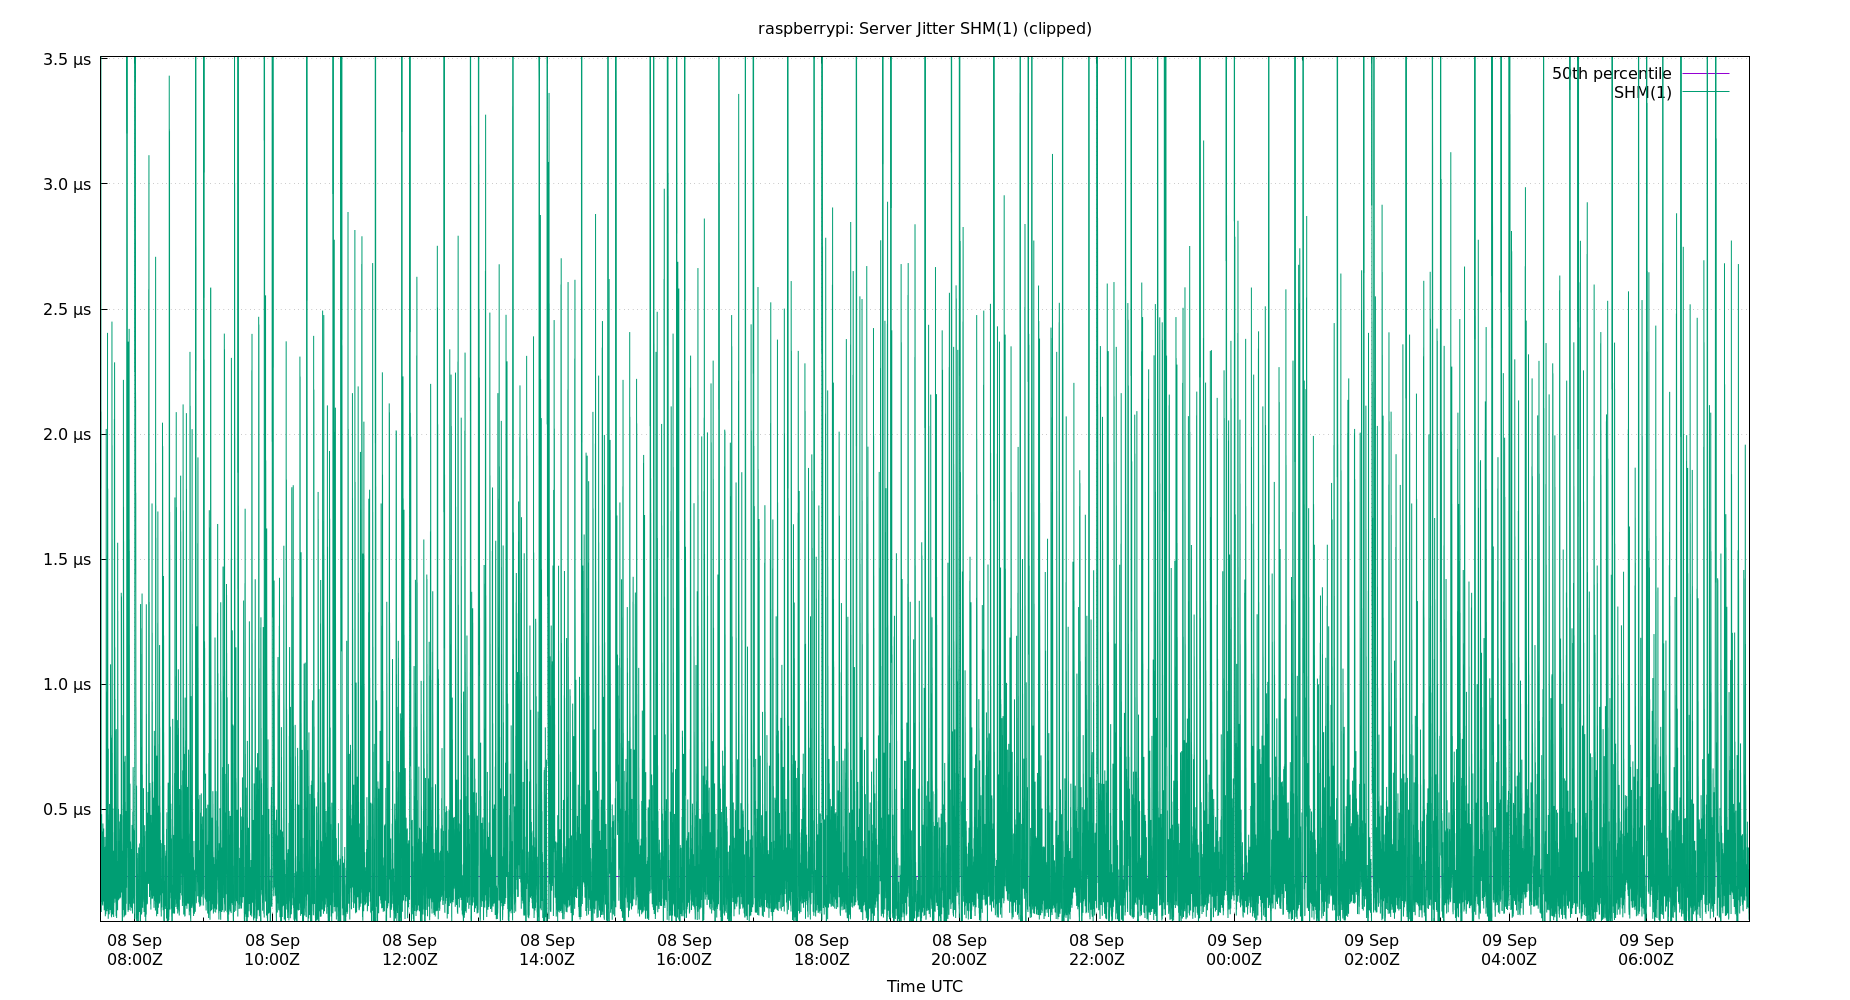 raspberrypi: Server Jitter SHM(1) (clipped)
3.5 µs
3.0 µs
2.5 µs
2.0 µs
1.5 µs
1.0 µs
0.5 µs
50th percentile
SHM(1)
08 Sep 08 Sep 08 Sep 08 Sep 08 Sep 08 Sep 08 Sep 08 Sep 09 Sep 09 Sep 09 Sep 09 Sep
08:00Z 10:00Z 12:00Z 14:00Z 16:00Z 18:00Z 20:00Z 22:00Z 00:00Z 02:00Z 04:00Z 06:00Z
Time UTC